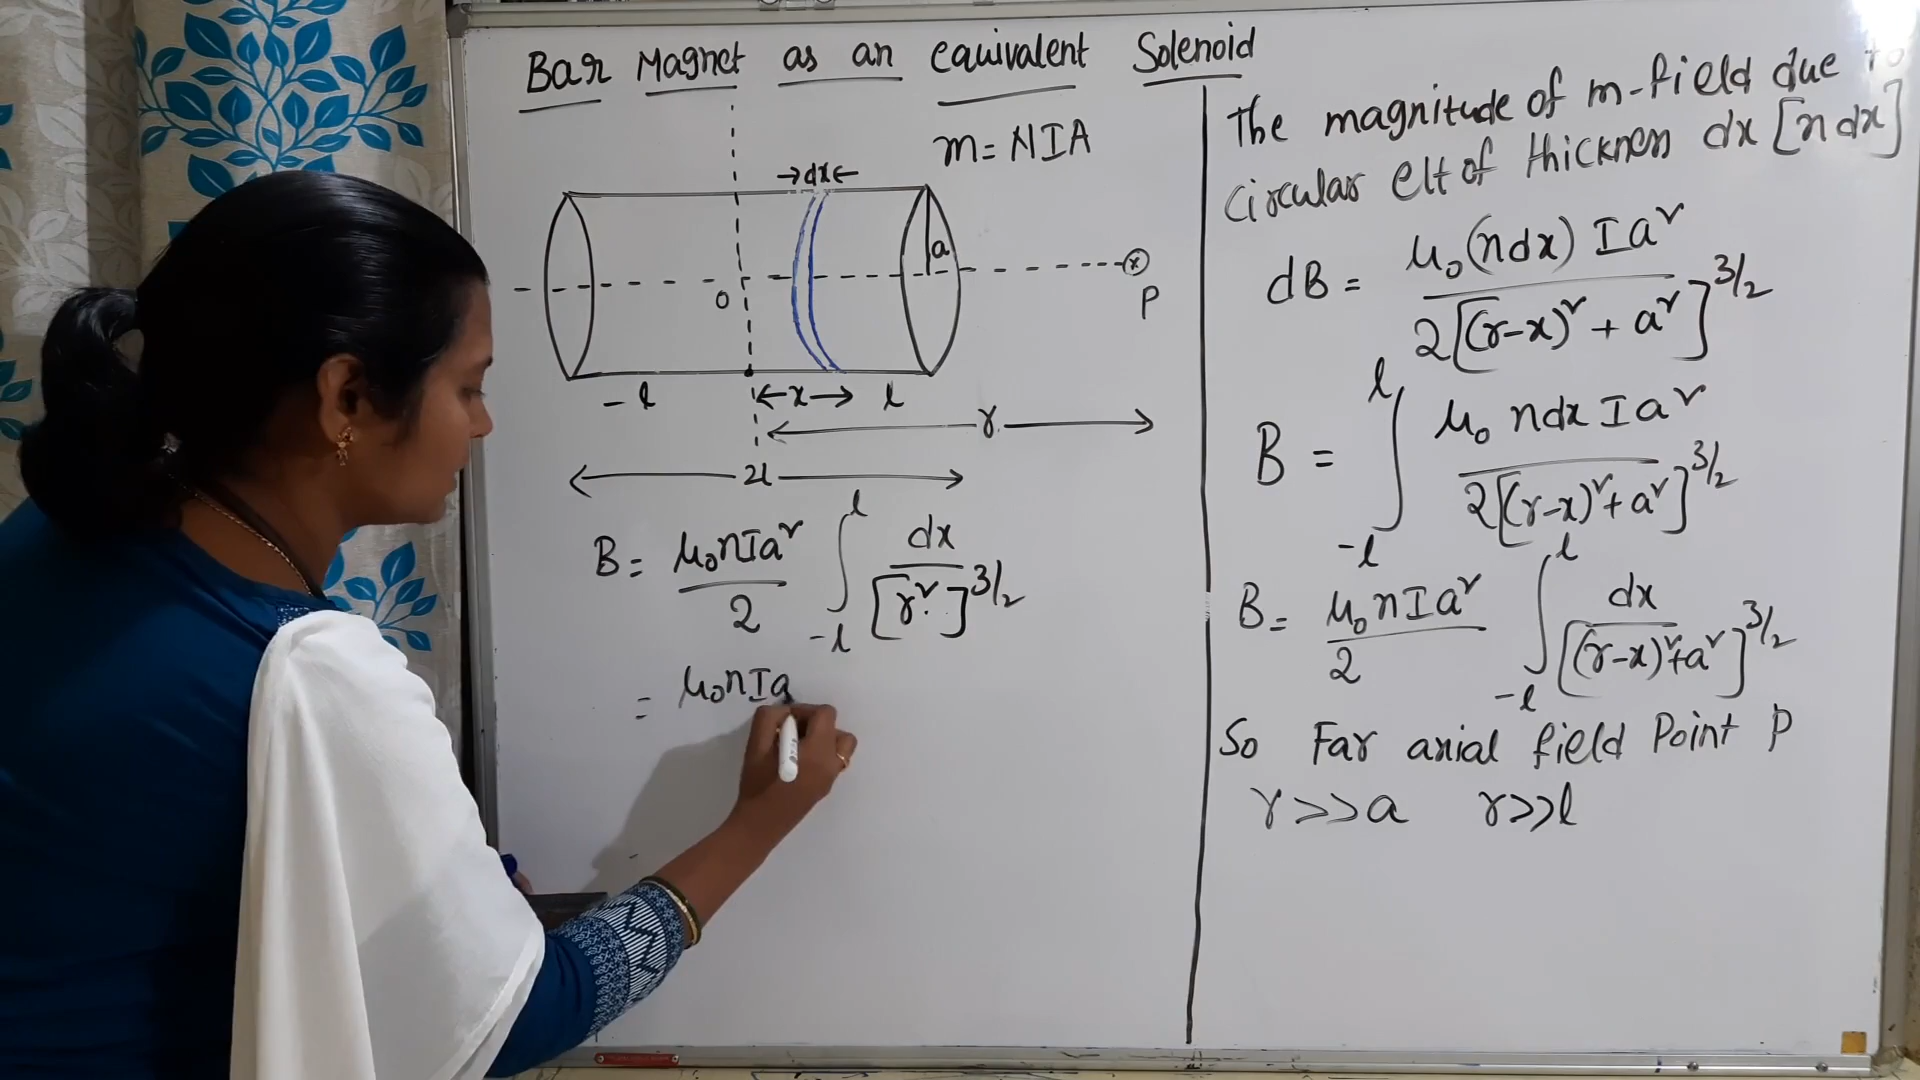 Bar Magnet as an equivalent Solenoid
m = NIA
→dx←
a
O
P
-l
←x→
l
r
2l
B = μ₀nIa² / 2 ∫_{-l}^{l} dx / [r²]^{3/2}
= μ₀nIa
The magnitude of m-field due to
Circular elt of thickness dx [n dx]
dB = μ₀(n dx) I a² / 2[(r-x)² + a²]^{3/2}
B = ∫_{-l}^{l} μ₀ n dx I a² / 2[(r-x)² + a²]^{3/2}
B = μ₀nIa² / 2 ∫_{-l}^{l} dx / [(r-x)² + a²]^{3/2}
So Far axial field Point P
r>>a r>>l